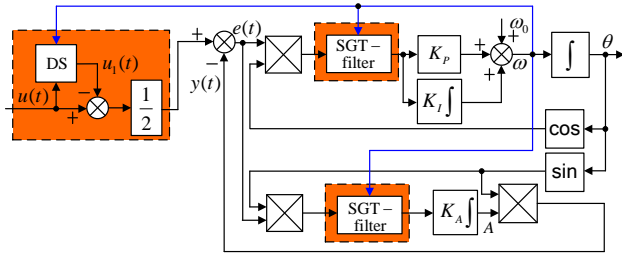 DS
u₁(t)
u(t)
−
+
1
2
+
−
e(t)
y(t)
SGT−
filter
K_P
K_I ∫
+
+
+
ω₀
ω
∫
θ
cos
sin
SGT−
filter
K_A ∫
A